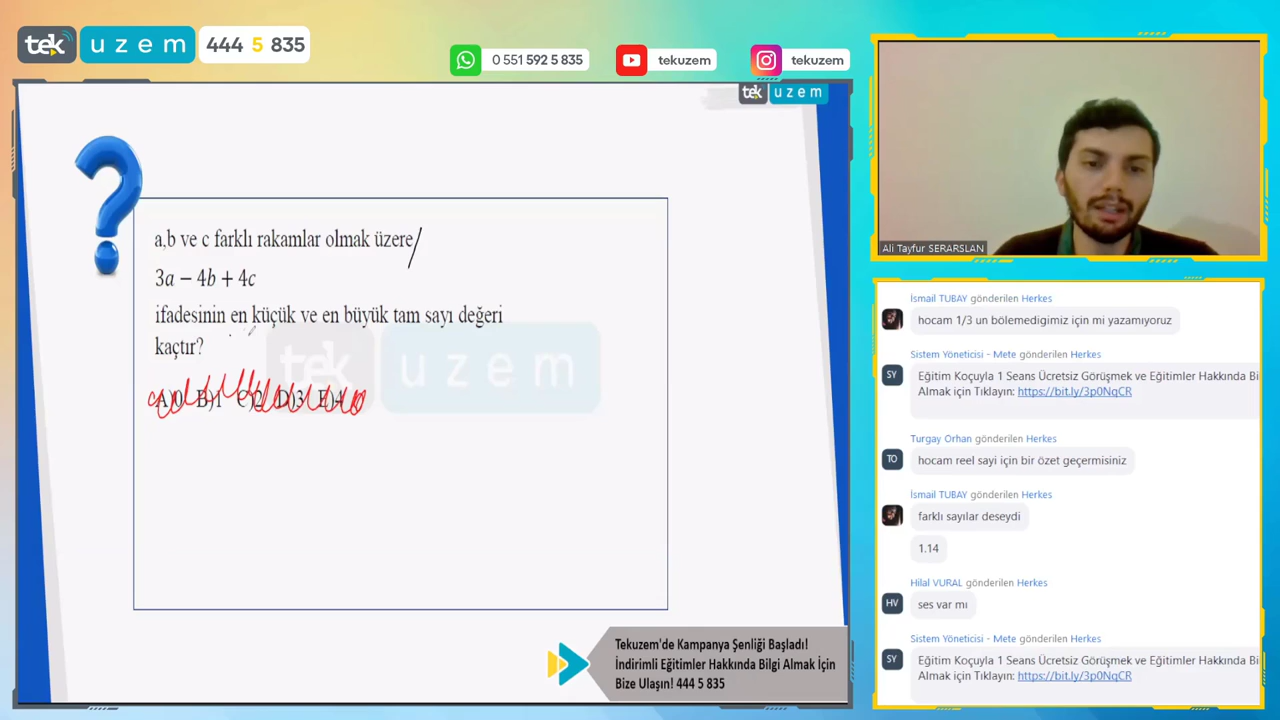 tek
uzem
444 5 835
0 551 592 5 835
tekuzem
tekuzem
tek uzem
a,b ve c farklı rakamlar olmak üzere
3a − 4b + 4c
ifadesinin en küçük ve en büyük tam sayı değeri
kaçtır?
A)0 B)1 C)2 D)3 E)4
tek uzem
Tekuzem'de Kampanya Şenliği Başladı!
İndirimli Eğitimler Hakkında Bilgi Almak İçin
Bize Ulaşın! 444 5 835
Ali Tayfur SERARSLAN
İsmail TUBAY gönderilen Herkes
hocam 1/3 un bölemedigimiz için mi yazamıyoruz
Sistem Yöneticisi - Mete gönderilen Herkes
SY
Eğitim Koçuyla 1 Seans Ücretsiz Görüşmek ve Eğitimler Hakkında Bi
Almak için Tıklayın: https://bit.ly/3p0NqCR
Turgay Orhan gönderilen Herkes
TO
hocam reel sayi için bir özet geçermisiniz
İsmail TUBAY gönderilen Herkes
farklı sayılar deseydi
1.14
Hilal VURAL gönderilen Herkes
HV
ses var mı
Sistem Yöneticisi - Mete gönderilen Herkes
SY
Eğitim Koçuyla 1 Seans Ücretsiz Görüşmek ve Eğitimler Hakkında Bi
Almak için Tıklayın: https://bit.ly/3p0NqCR